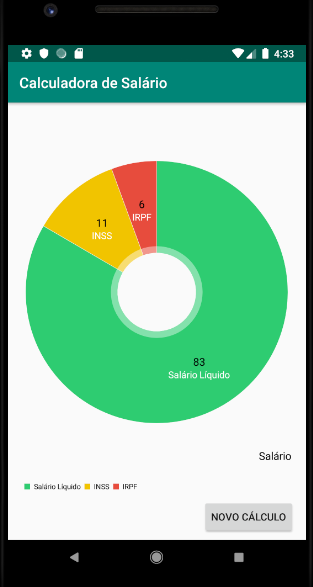 4:33
Calculadora de Salário
6
IRPF
11
INSS
83
Salário Líquido
Salário
Salário Líquido INSS IRPF
NOVO CÁLCULO